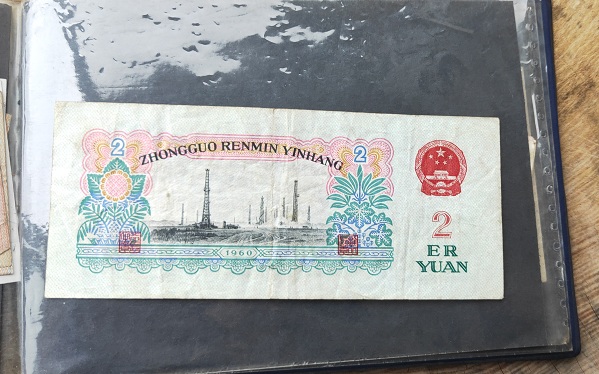 ZHONGGUO RENMIN YINHANG
2
2
1960
2
ER
YUAN